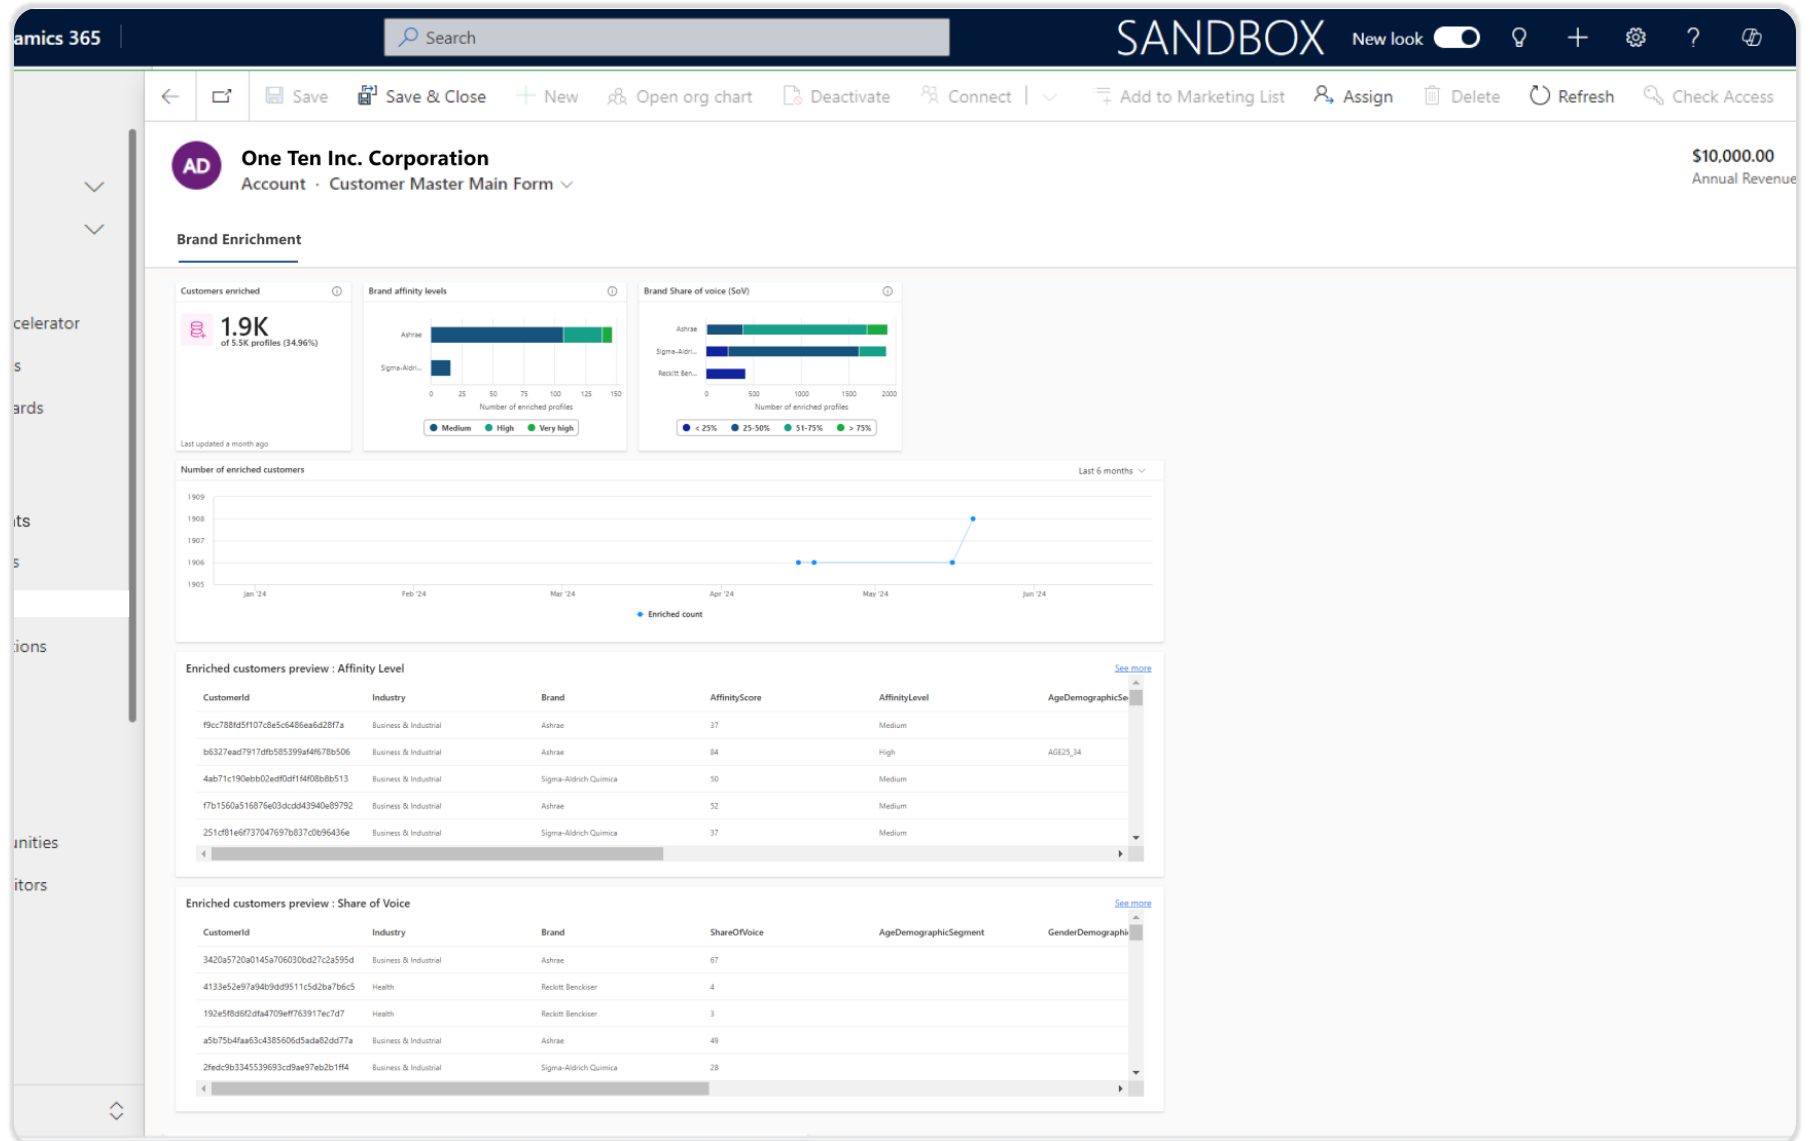 amics 365
Search
SANDBOX New look
Save Save & Close New Open org chart Deactivate Connect Add to Marketing List Assign Delete Refresh Check Access
AD
One Ten Inc. Corporation
Account · Customer Master Main Form
$10,000.00
Annual Revenue
Brand Enrichment
celerator
s
ards
its
s
tions
unities
itors
Customers enriched
1.9K
of 5.5K profiles (34.96%)
Last updated a month ago
Brand affinity levels
Ashrae
Sigma-Aldri...
0 25 50 75 100 125 150
Number of enriched profiles
Medium High Very high
Brand Share of voice (SoV)
Ashrae
Sigma-Aldri...
Reckitt Ben...
0 500 1000 1500 2000
Number of enriched profiles
< 25% 25-50% 51-75% > 75%
Number of enriched customers
Last 6 months
1909
1908
1907
1906
1905
Jan '24 Feb '24 Mar '24 Apr '24 May '24 Jun '24
Enriched count
Enriched customers preview : Affinity Level
See more
CustomerId Industry Brand AffinityScore AffinityLevel AgeDemographicSe
f9cc788fd5f107c8e5c6486ea6d28f7a Business & Industrial Ashrae 37 Medium
b6327ead7917dfb585399af4f678b506 Business & Industrial Ashrae 84 High AGE25_34
4ab71c190ebb02edf0df1f4f08b8b513 Business & Industrial Sigma-Aldrich Quimica 50 Medium
f7b1560a516876e03dcdd43940e89792 Business & Industrial Ashrae 52 Medium
251cf81e6f737047697b837c0b96436e Business & Industrial Sigma-Aldrich Quimica 37 Medium
Enriched customers preview : Share of Voice
See more
CustomerId Industry Brand ShareOfVoice AgeDemographicSegment GenderDemographi
3420a5720a0145a706030bd27c2a595d Business & Industrial Ashrae 67
4133e52e97a94b9dd9511c5d2ba7b6c5 Health Reckitt Benckiser 4
192e5f8d6f2dfa4709eff763917ec7d7 Health Reckitt Benckiser 3
a5b75b4faa63c4385606d5ada82dd77a Business & Industrial Ashrae 49
2fedc9b3345539693cd9ae97eb2b1ff4 Business & Industrial Sigma-Aldrich Quimica 28